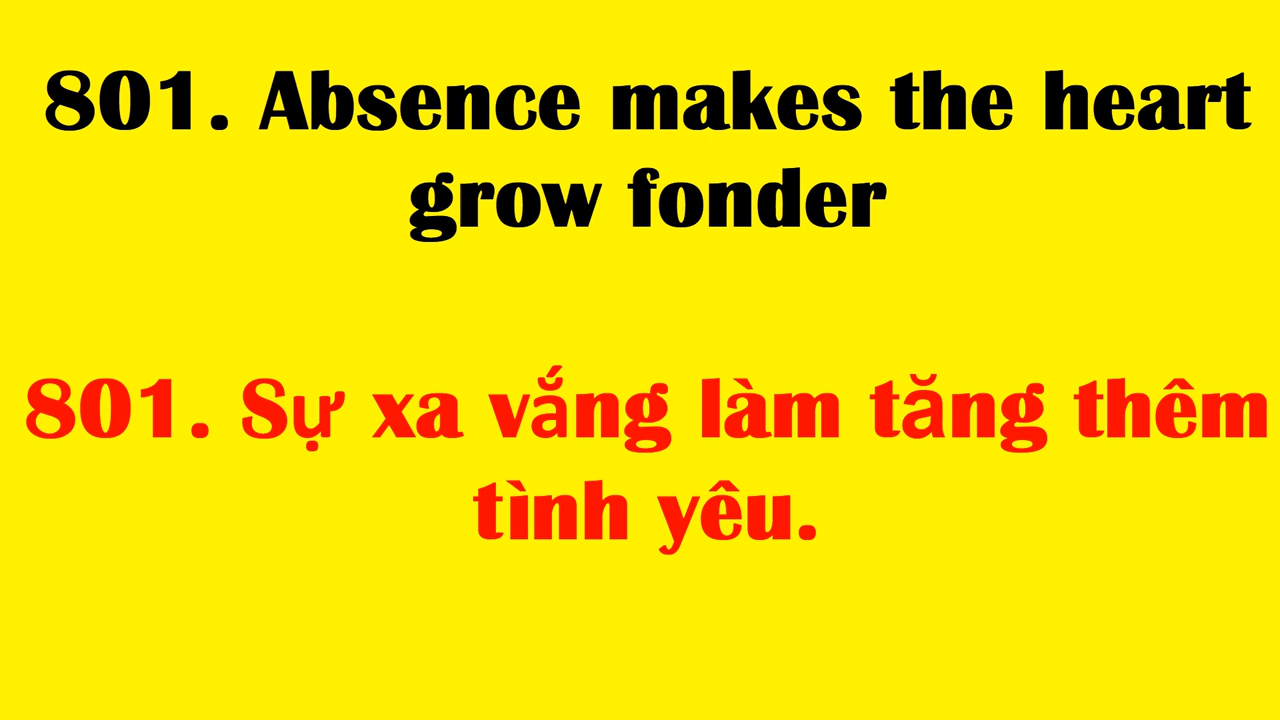 801. Absence makes the heart
grow fonder
801. Sự xa vắng làm tăng thêm
tình yêu.